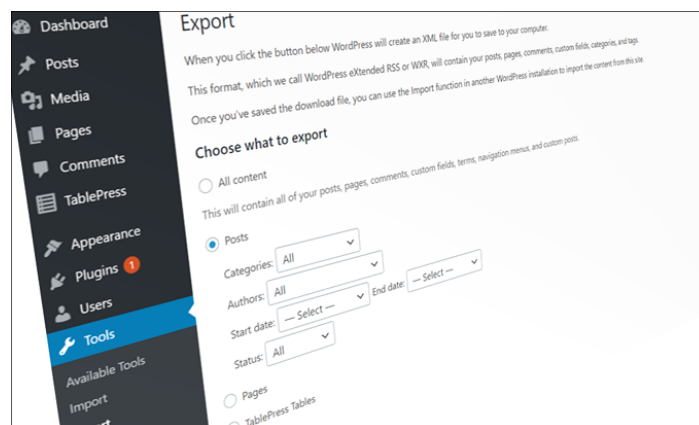 Dashboard
Posts
Media
Pages
Comments
TablePress
Appearance
Plugins 1
Users
Tools
Available Tools
Import
Export
When you click the button below WordPress will create an XML file for you to save to your computer.
This format, which we call WordPress eXtended RSS or WXR, will contain your posts, pages, comments, custom fields, categories, and tags.
Once you've saved the download file, you can use the Import function in another WordPress installation to import the content from this site.
Choose what to export
All content
This will contain all of your posts, pages, comments, custom fields, terms, navigation menus, and custom posts.
Posts
Categories: All
Authors: All
Start date: — Select — End date: — Select —
Status: All
Pages
TablePress Tables